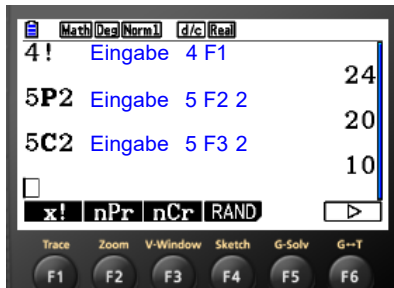 Math Deg Norm1 d/c Real
4! Eingabe 4 F1
24
5P2 Eingabe 5 F2 2
20
5C2 Eingabe 5 F3 2
10
x! nPr nCr RAND ▷
Trace Zoom V-Window Sketch G-Solv G↔T
F1 F2 F3 F4 F5 F6